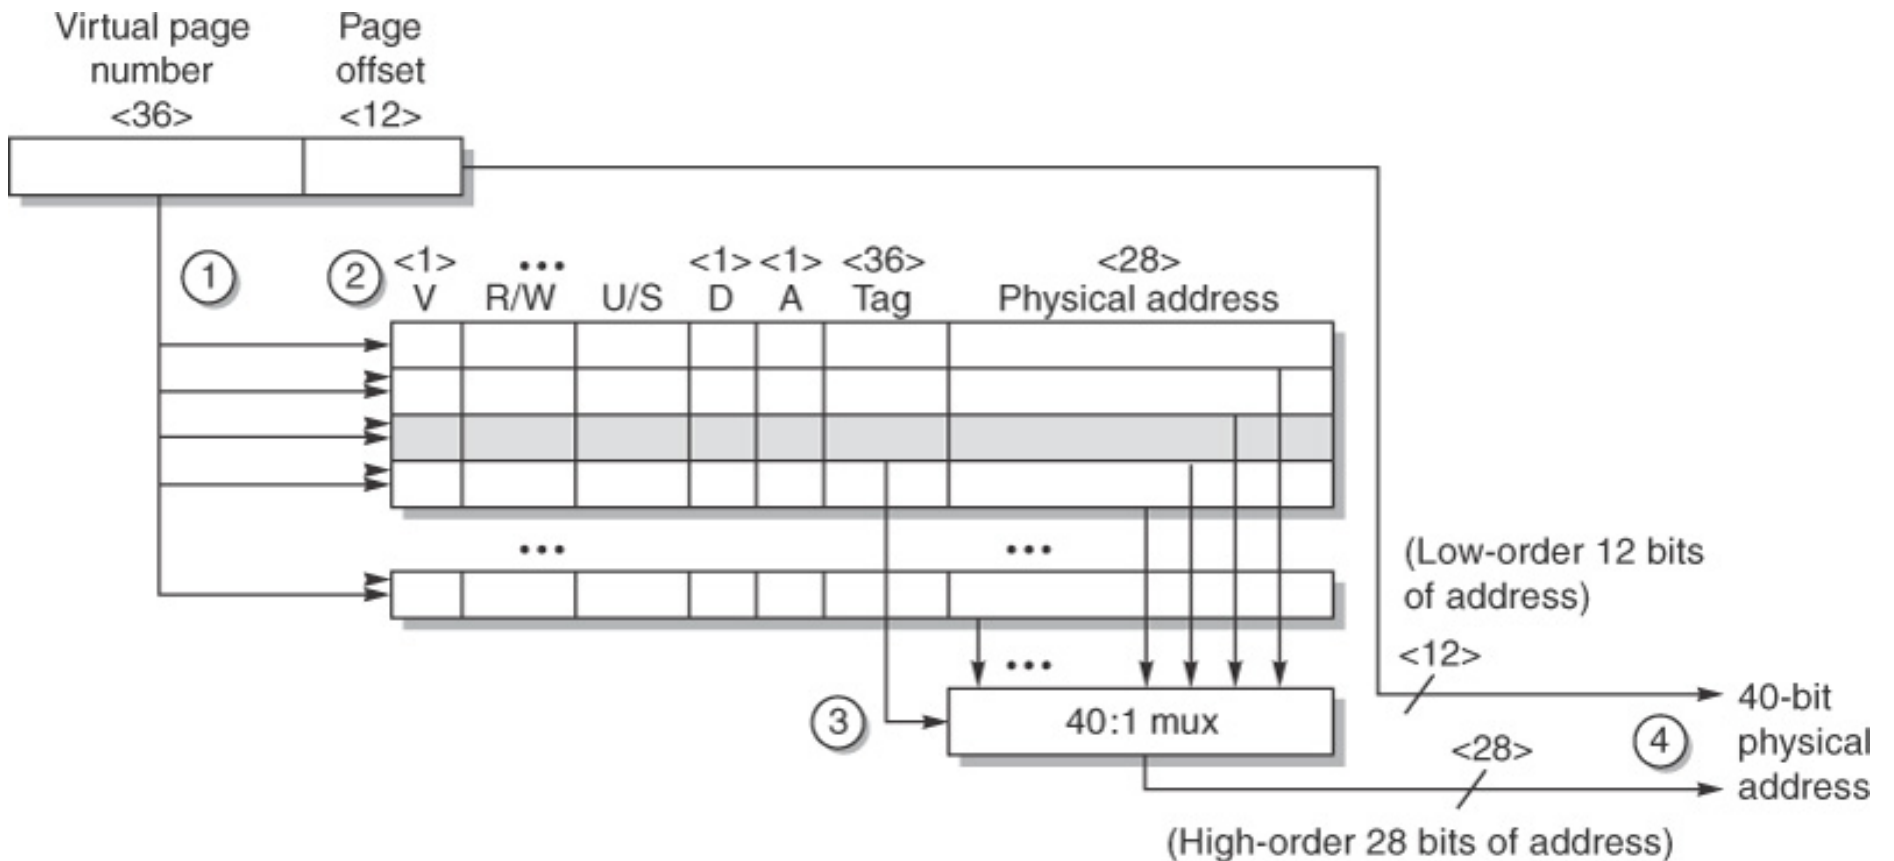 Virtual page number
<36>
Page offset
<12>
1
2
<1>
V
...
R/W
U/S
<1>
D
<1>
A
<36>
Tag
<28>
Physical address
...
...
...
3
40:1 mux
(Low-order 12 bits
of address)
<12>
<28>
4
40-bit
physical
address
(High-order 28 bits of address)